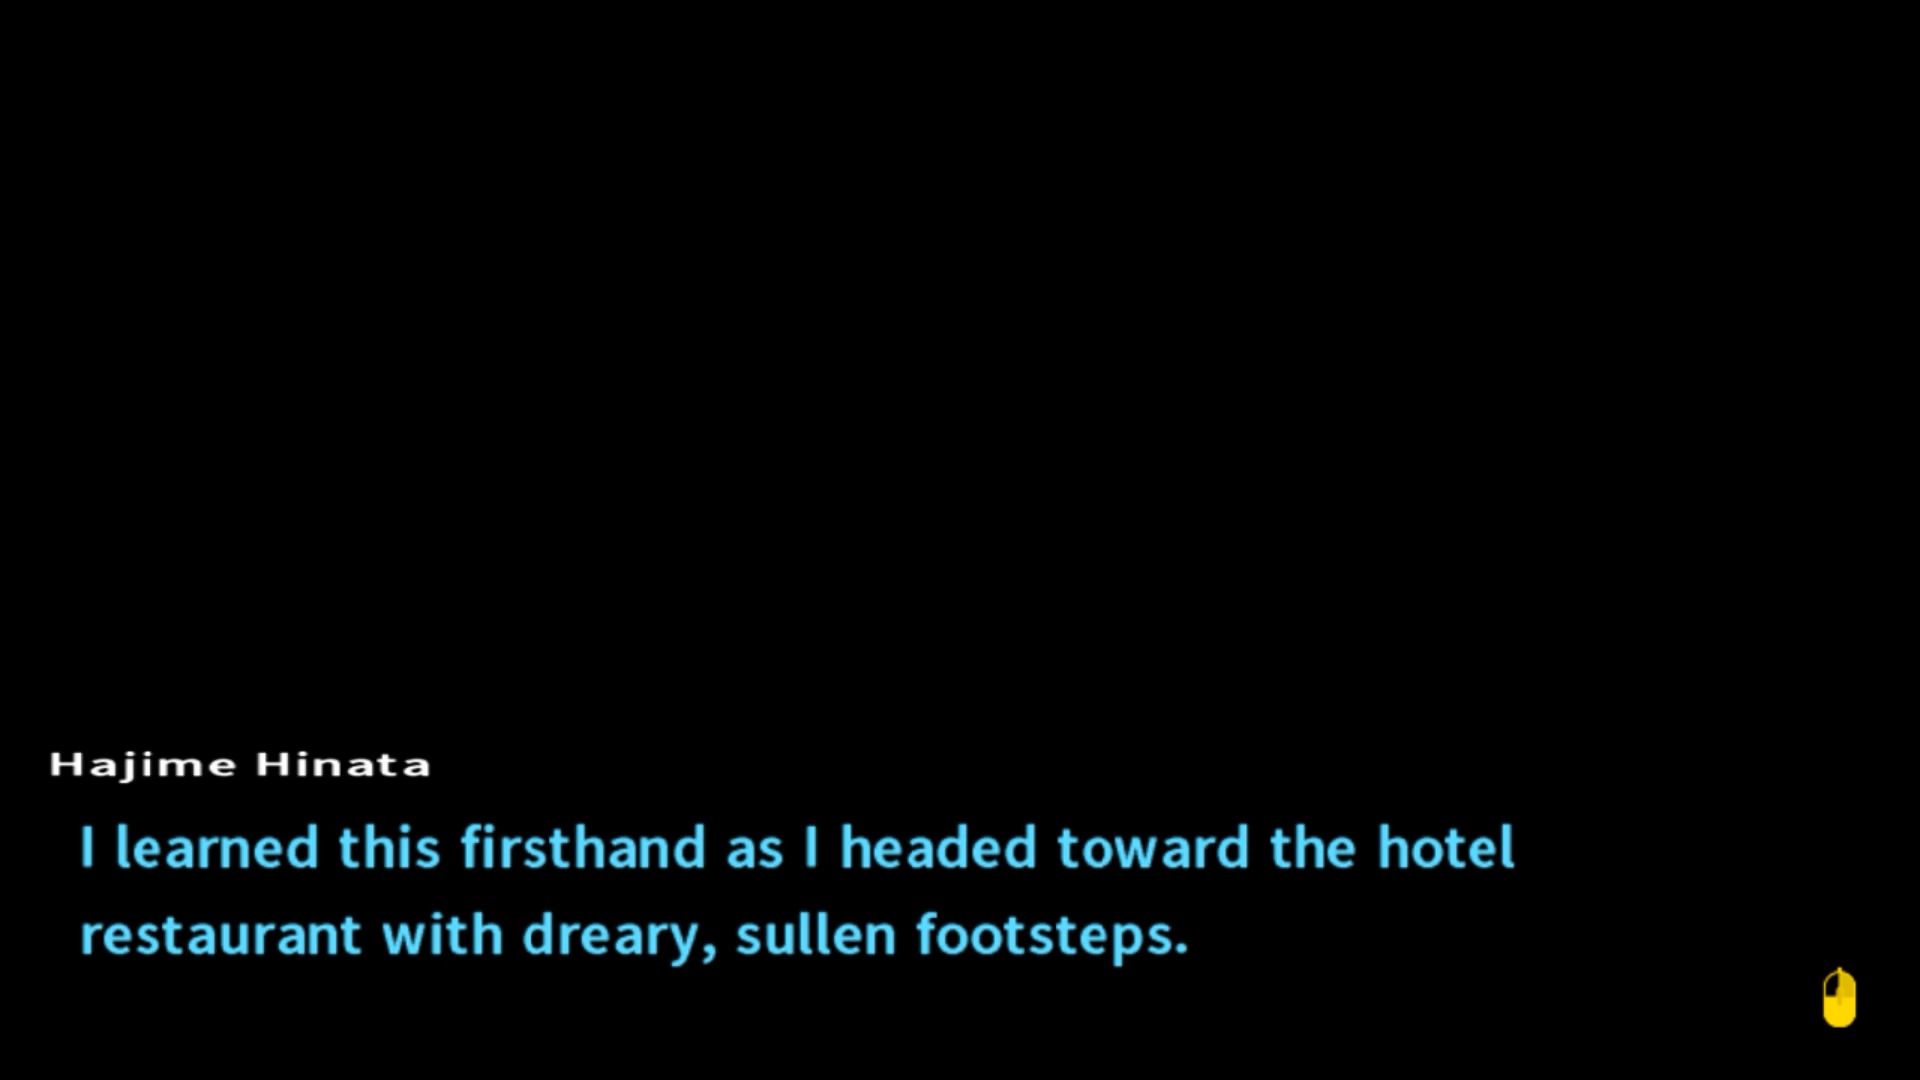 Hajime Hinata
I learned this firsthand as I headed toward the hotel
restaurant with dreary, sullen footsteps.